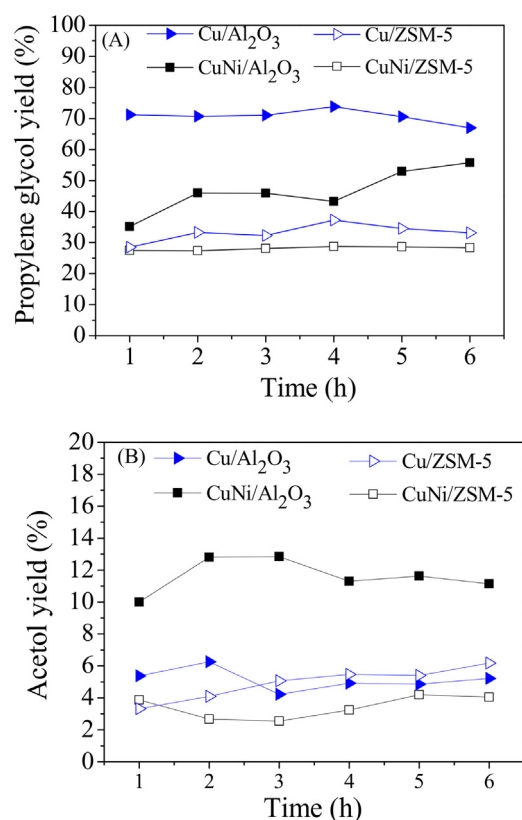 (A)
Cu/Al2O3
Cu/ZSM-5
CuNi/Al2O3
CuNi/ZSM-5
Propylene glycol yield (%)
100
90
80
70
60
50
40
30
20
10
0
1 2 3 4 5 6
Time (h)
(B)
Cu/Al2O3
Cu/ZSM-5
CuNi/Al2O3
CuNi/ZSM-5
Acetol yield (%)
20
18
16
14
12
10
8
6
4
2
0
1 2 3 4 5 6
Time (h)